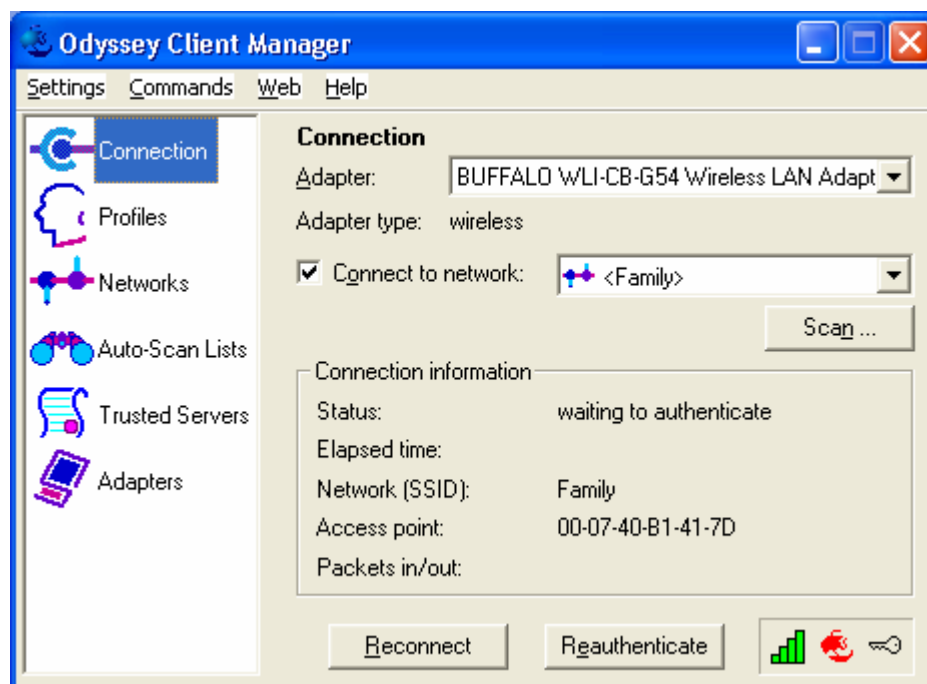 Odyssey Client Manager
Settings Commands Web Help
Connection
Profiles
Networks
Auto-Scan Lists
Trusted Servers
Adapters
Connection
Adapter: BUFFALO WLI-CB-G54 Wireless LAN Adapt
Adapter type: wireless
Connect to network: <Family>
Scan ...
Connection information
Status: waiting to authenticate
Elapsed time:
Network (SSID): Family
Access point: 00-07-40-B1-41-7D
Packets in/out:
Reconnect Reauthenticate